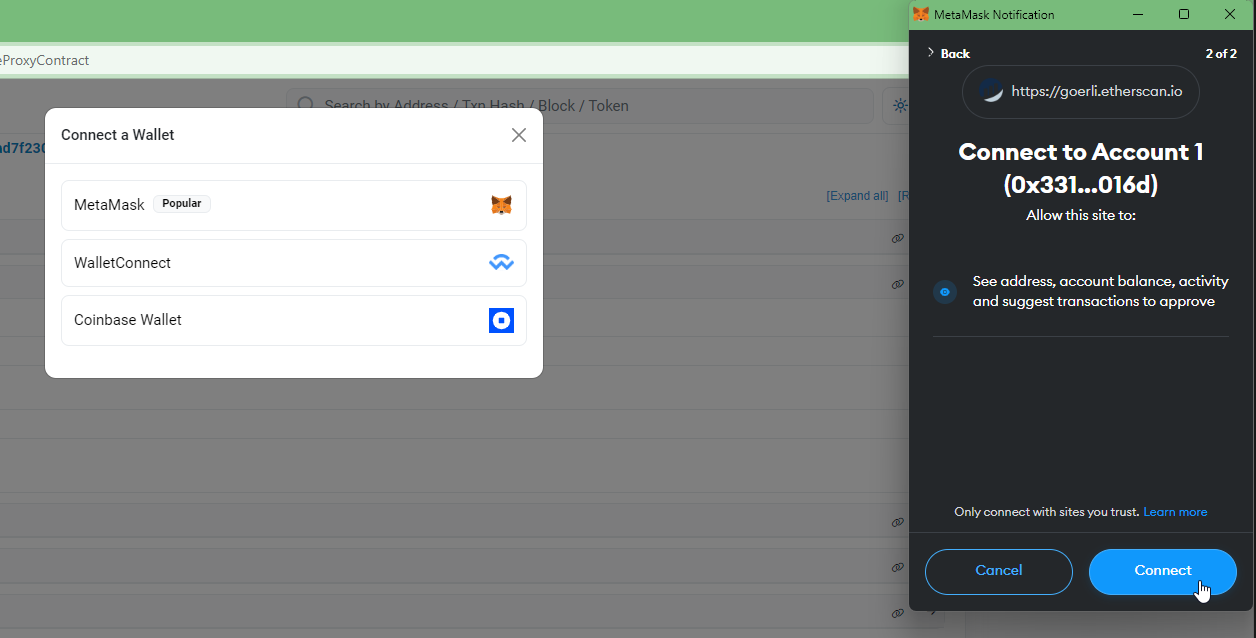 MetaMask Notification
eProxyContract
Back
2 of 2
https://goerli.etherscan.io
Search by Address / Txn Hash / Block / Token
Connect a Wallet
ad7f230
MetaMask Popular
WalletConnect
Coinbase Wallet
[Expand all] [R
Connect to Account 1
(0x331...016d)
Allow this site to:
See address, account balance, activity
and suggest transactions to approve
Only connect with sites you trust. Learn more
Cancel
Connect